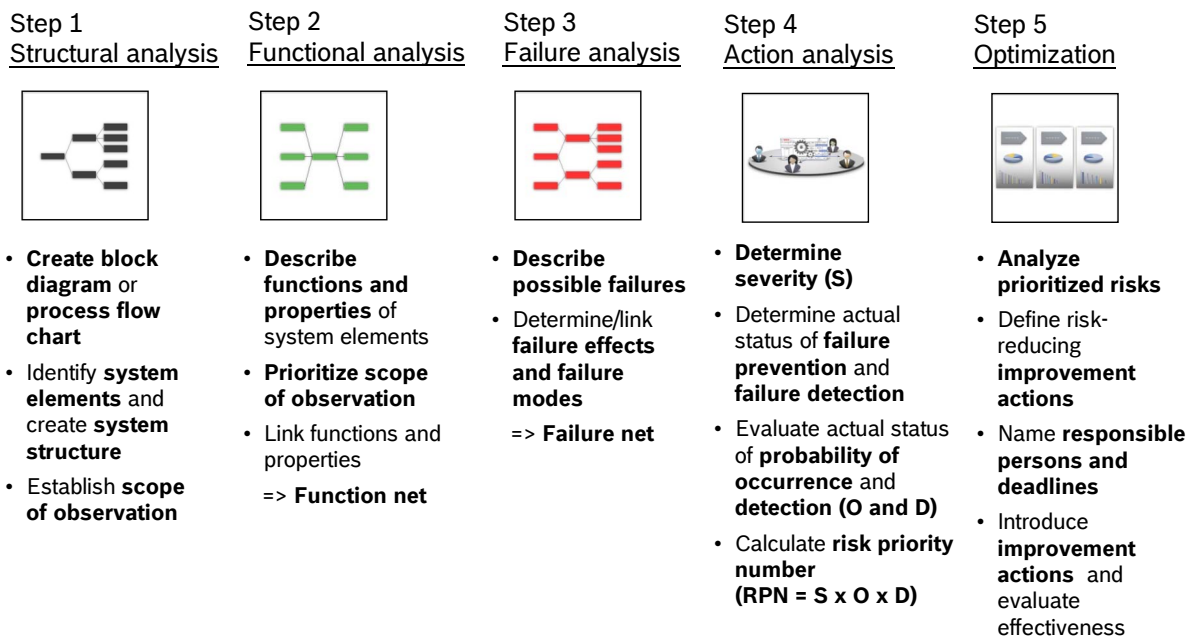 Step 1
Structural analysis
• Create block
diagram or
process flow
chart
• Identify system
elements and
create system
structure
• Establish scope
of observation
Step 2
Functional analysis
• Describe
functions and
properties of
system elements
• Prioritize scope
of observation
• Link functions and
properties
=> Function net
Step 3
Failure analysis
• Describe
possible failures
• Determine/link
failure effects
and failure
modes
=> Failure net
Step 4
Action analysis
• Determine
severity (S)
• Determine actual
status of failure
prevention and
failure detection
• Evaluate actual status
of probability of
occurrence and
detection (O and D)
• Calculate risk priority
number
(RPN = S x O x D)
Step 5
Optimization
• Analyze
prioritized risks
• Define risk-
reducing
improvement
actions
• Name responsible
persons and
deadlines
• Introduce
improvement
actions and
evaluate
effectiveness